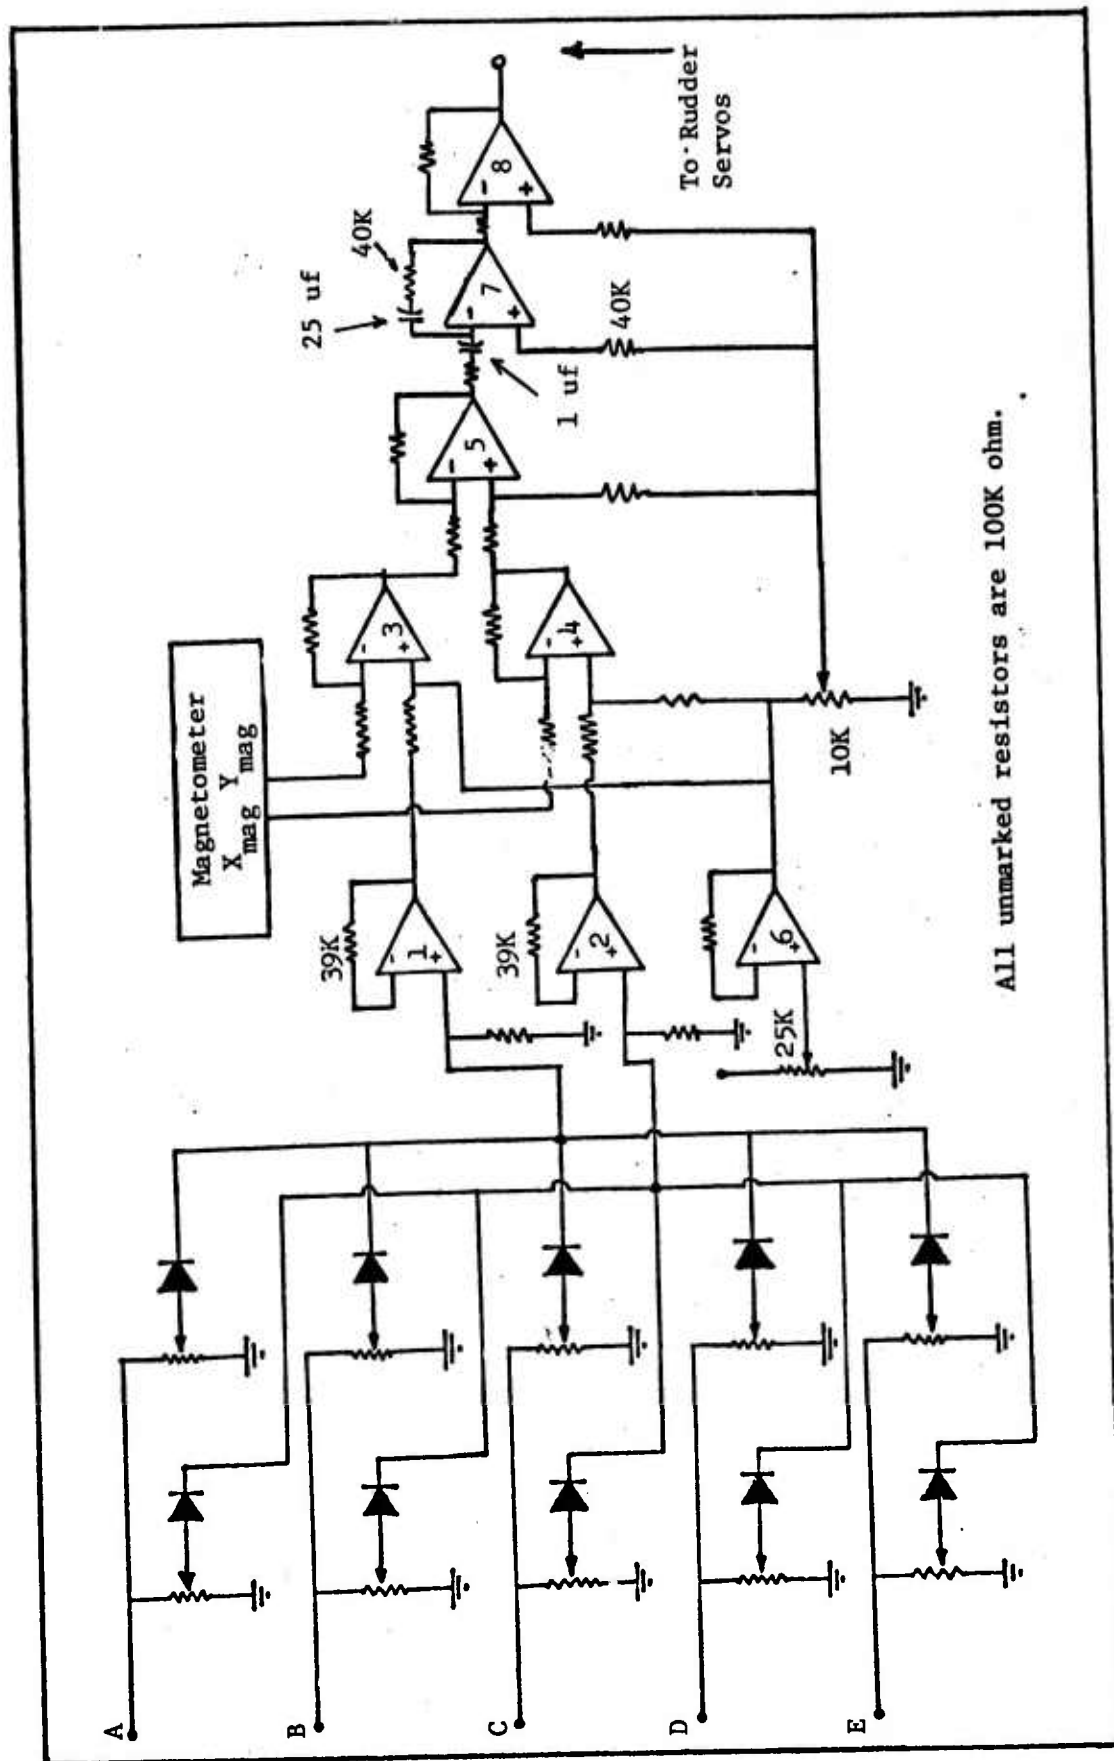 A
B
C
D
E
Magnetometer
X mag Y mag
39K
1
- +
39K
2
- +
25K
6
- +
3
- +
4
- +
10K
5
- +
1 uf
25 uf
40K
7
- +
40K
8
- +
To Rudder
Servos
All unmarked resistors are 100K ohm.